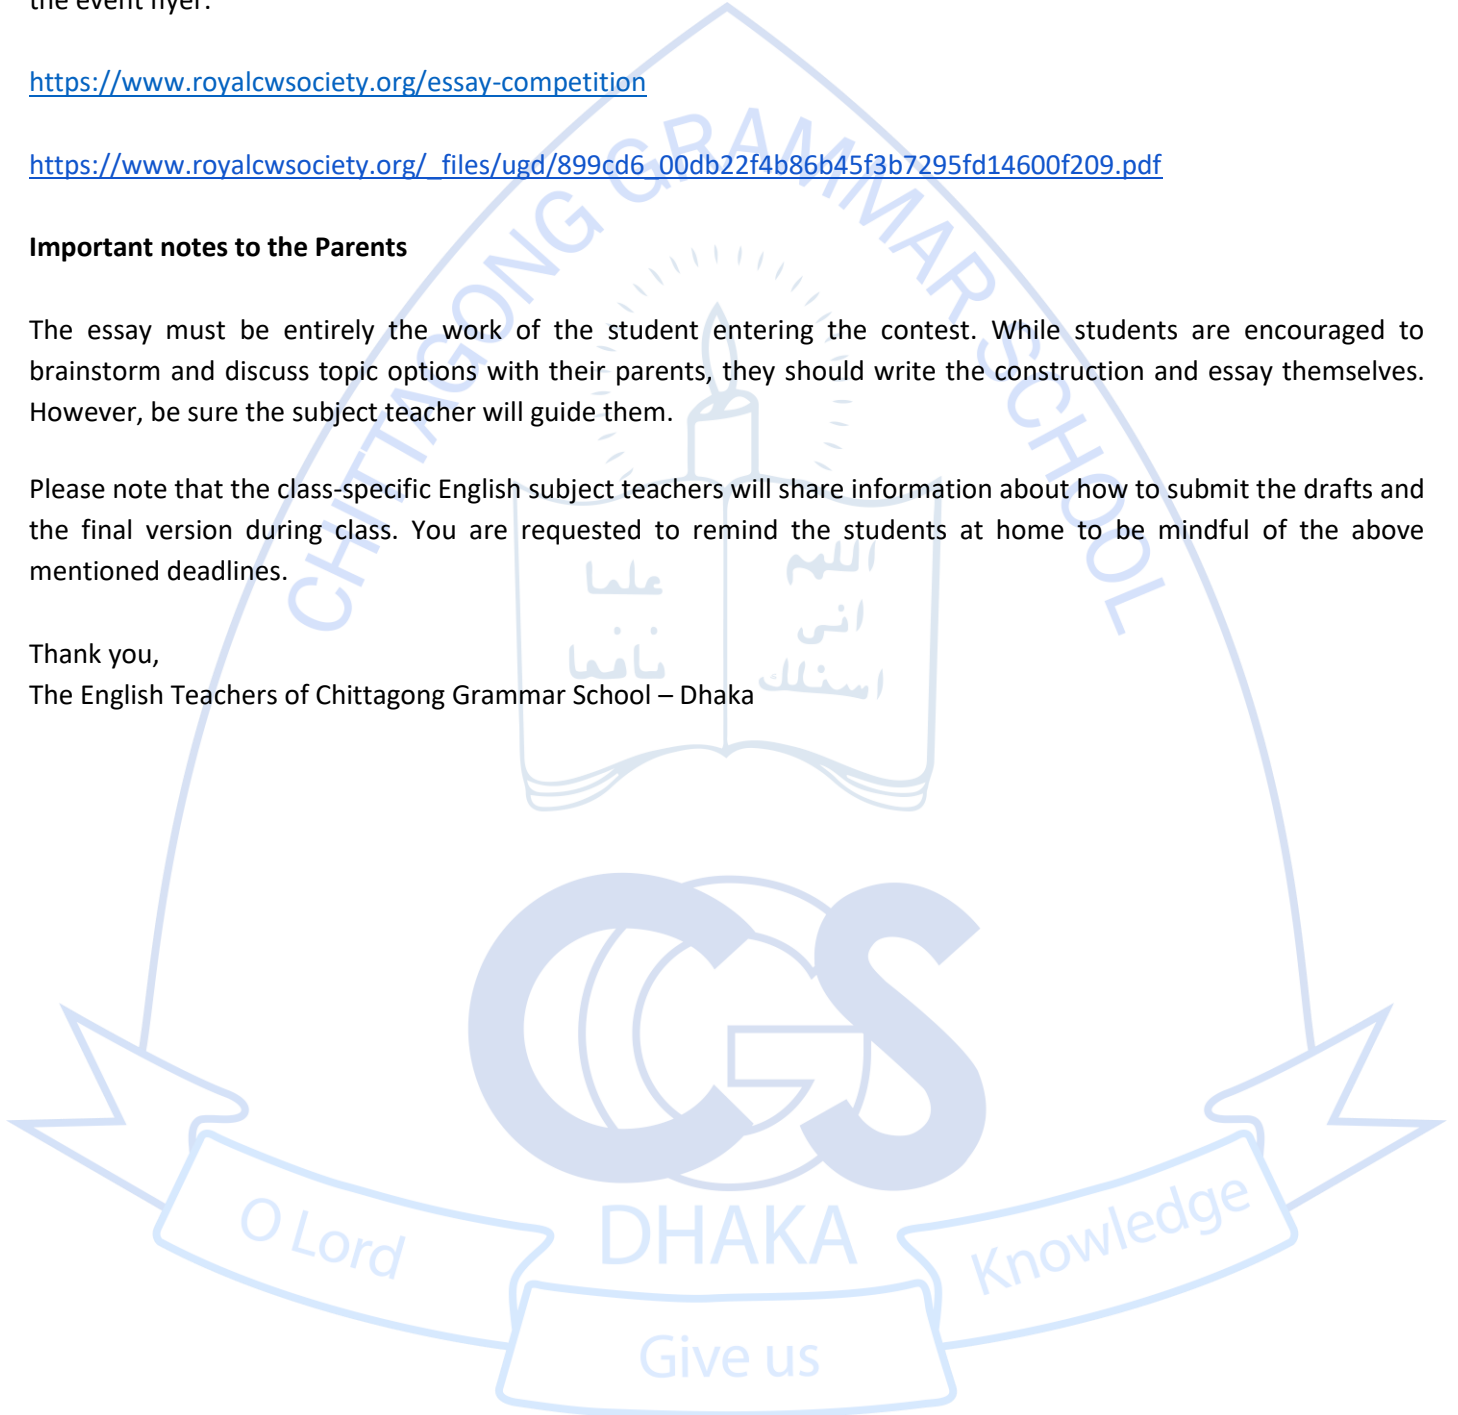 the event flyer.
https://www.royalcwsociety.org/essay-competition
https://www.royalcwsociety.org/_files/ugd/899cd6_00db22f4b86b45f3b7295fd14600f209.pdf
Important notes to the Parents
The essay must be entirely the work of the student entering the contest. While students are encouraged to
brainstorm and discuss topic options with their parents, they should write the construction and essay themselves.
However, be sure the subject teacher will guide them.
Please note that the class-specific English subject teachers will share information about how to submit the drafts and
the final version during class. You are requested to remind the students at home to be mindful of the above
mentioned deadlines.
Thank you,
The English Teachers of Chittagong Grammar School – Dhaka
CHITTAGONG GRAMMAR SCHOOL
اللهم
انى
اسئلك
علما
نافعا
CGS
DHAKA
O Lord
Give us
Knowledge